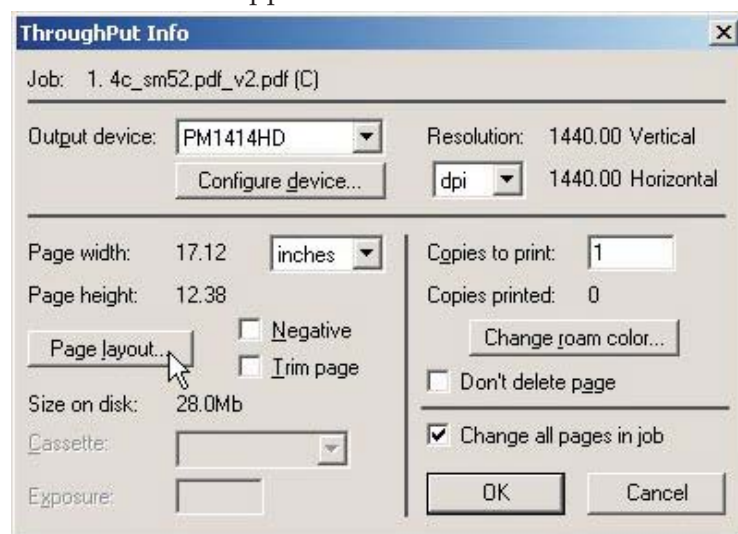 ThroughPut Info
Job: 1. 4c_sm52.pdf_v2.pdf (C)
Output device: PM1414HD
Configure device...
Resolution: 1440.00 Vertical
dpi 1440.00 Horizontal
Page width: 17.12 inches
Page height: 12.38
Page layout...
Negative
Trim page
Size on disk: 28.0Mb
Cassette:
Exposure:
Copies to print: 1
Copies printed: 0
Change roam color...
Don't delete page
Change all pages in job
OK Cancel